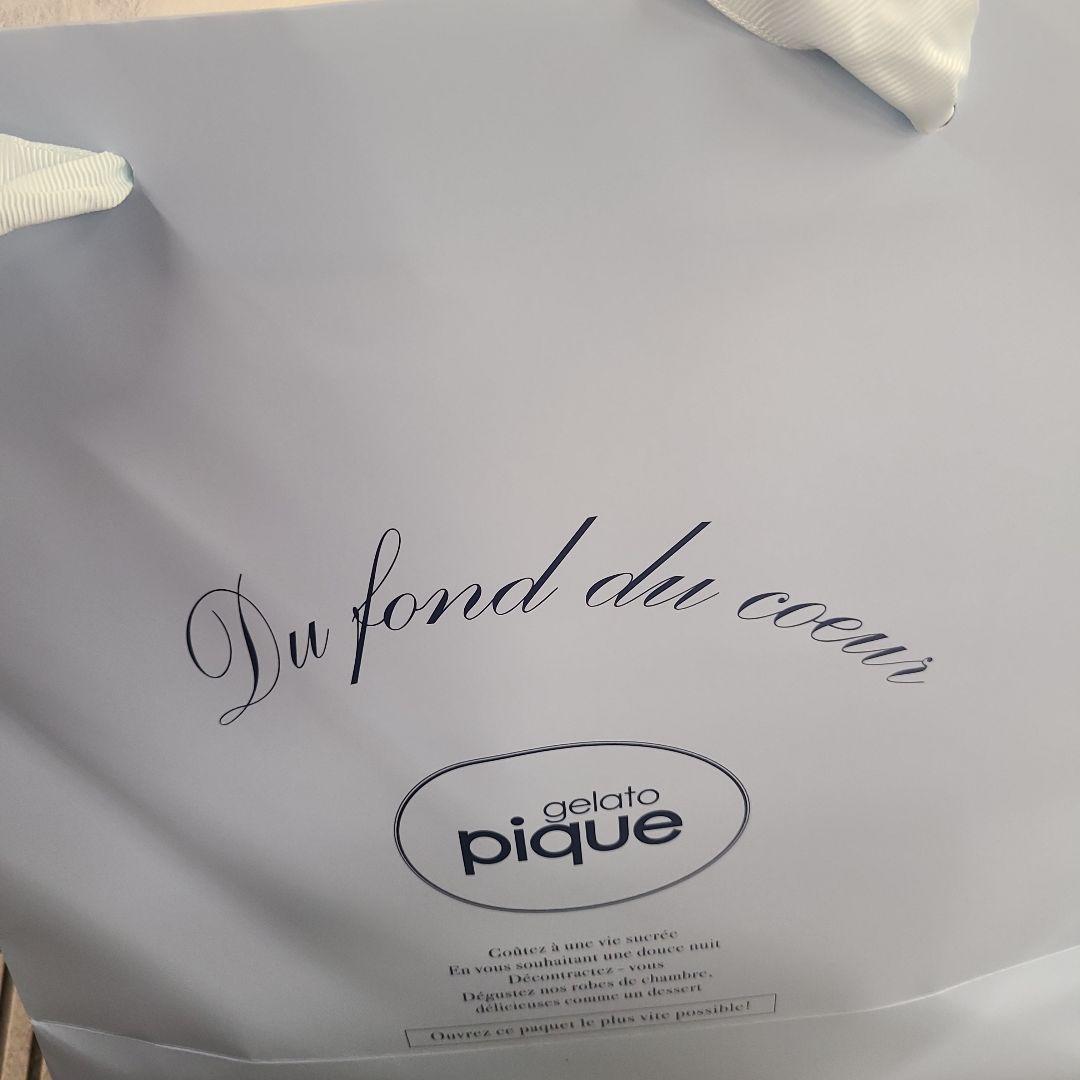 Du fond du coeur
gelato
pique
Goûtez à une vie sucrée
En vous souhaitant une douce nuit
Décontractez - vous
Dégustez nos robes de chambre,
délicieuses comme un dessert
Ouvrez ce paquet le plus vite possible!